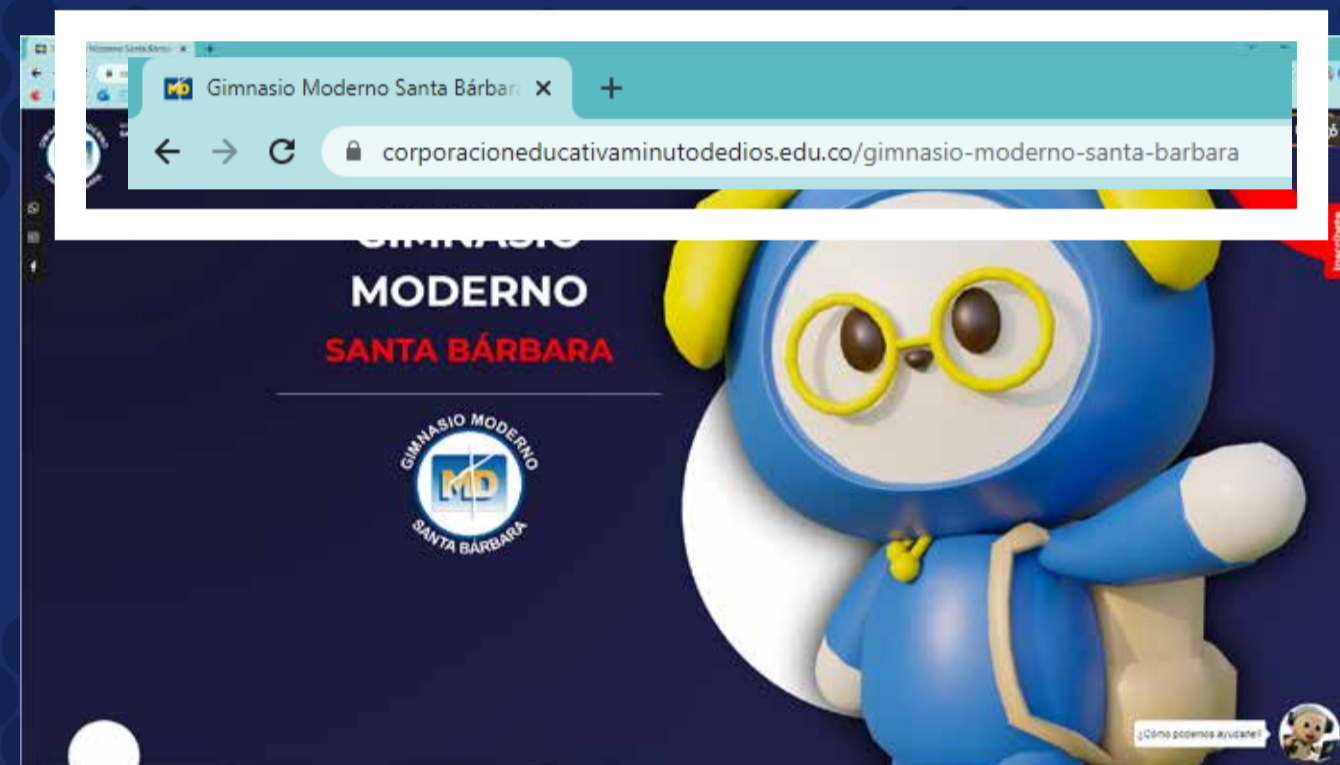 Gimnasio Moderno Santa Bárbar
corporacioneducativaminutodedios.edu.co/gimnasio-moderno-santa-barbara
GIMNASIO
MODERNO
SANTA BÁRBARA
GIMNASIO MODERNO
MD
SANTA BÁRBARA
¿Cómo podemos ayudarte?